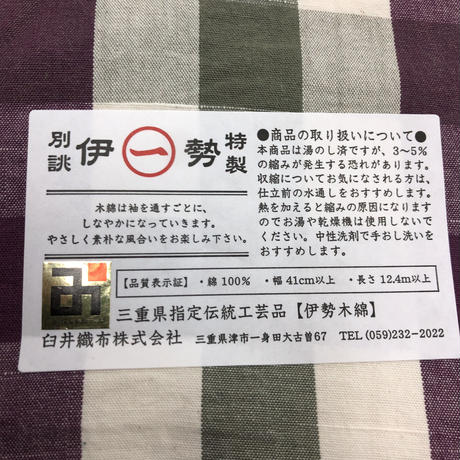 別談
伊
一
勢
特製
木綿は袖を通すごとに、
しなやかになっていきます。
やさしく素朴な風合いをお楽しみ下さい。
●商品の取り扱いについて●
本商品は湯のし済ですが、3〜5%
の縮みが発生する恐れがあります。
収縮についてお気になされる方は、
仕立前の水通しをおすすめします。
熱を加えると縮みの原因になります
のでお湯や乾燥機は使用しないで
ください。中性洗剤で手おし洗いを
おすすめします。
【品質表示証】・綿100% ・幅41cm以上 ・長さ12.4m以上
三重県指定伝統工芸品【伊勢木綿】
臼井織布株式会社 三重県津市一身田大古曽67 TEL(059)232-2022